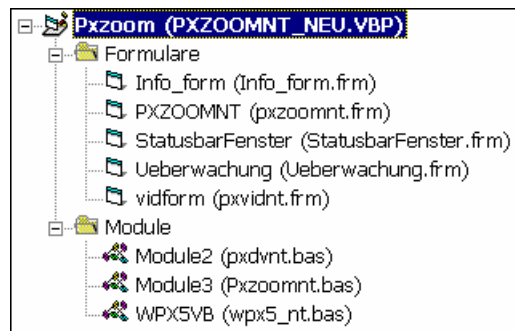 Pxzoom (PXZOOMNT_NEU.VBP)
Formulare
Info_form (Info_form.frm)
PXZOOMNT (pxzoomnt.frm)
StatusbarFenster (StatusbarFenster.frm)
Ueberwachung (Ueberwachung.frm)
vidform (pxvidnt.frm)
Module
Module2 (pxdvnt.bas)
Module3 (Pxzoomnt.bas)
WPX5VB (wpx5_nt.bas)